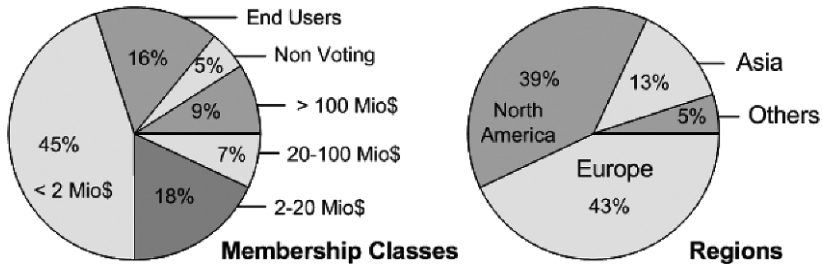 End Users
16%
Non Voting
5%
> 100 Mio$
9%
45%
< 2 Mio$
7%
20-100 Mio$
18%
2-20 Mio$
Membership Classes
39%
North
America
13%
Asia
5%
Others
Europe
43%
Regions